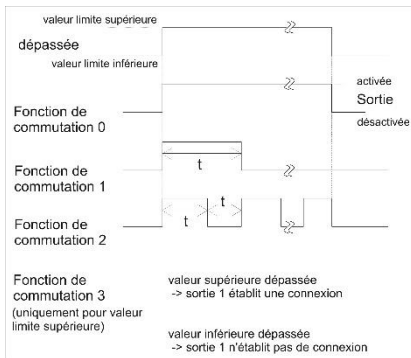 valeur limite supérieure
dépassée
valeur limite inférieure
activée
Sortie
désactivée
Fonction de
commutation 0
t
Fonction de
commutation 1
t
t
Fonction de
commutation 2
Fonction de
commutation 3
(uniquement pour valeur
limite supérieure)
valeur supérieure dépassée
-> sortie 1 établit une connexion
valeur inférieure dépassée
-> sortie 1 n'établit pas de connexion